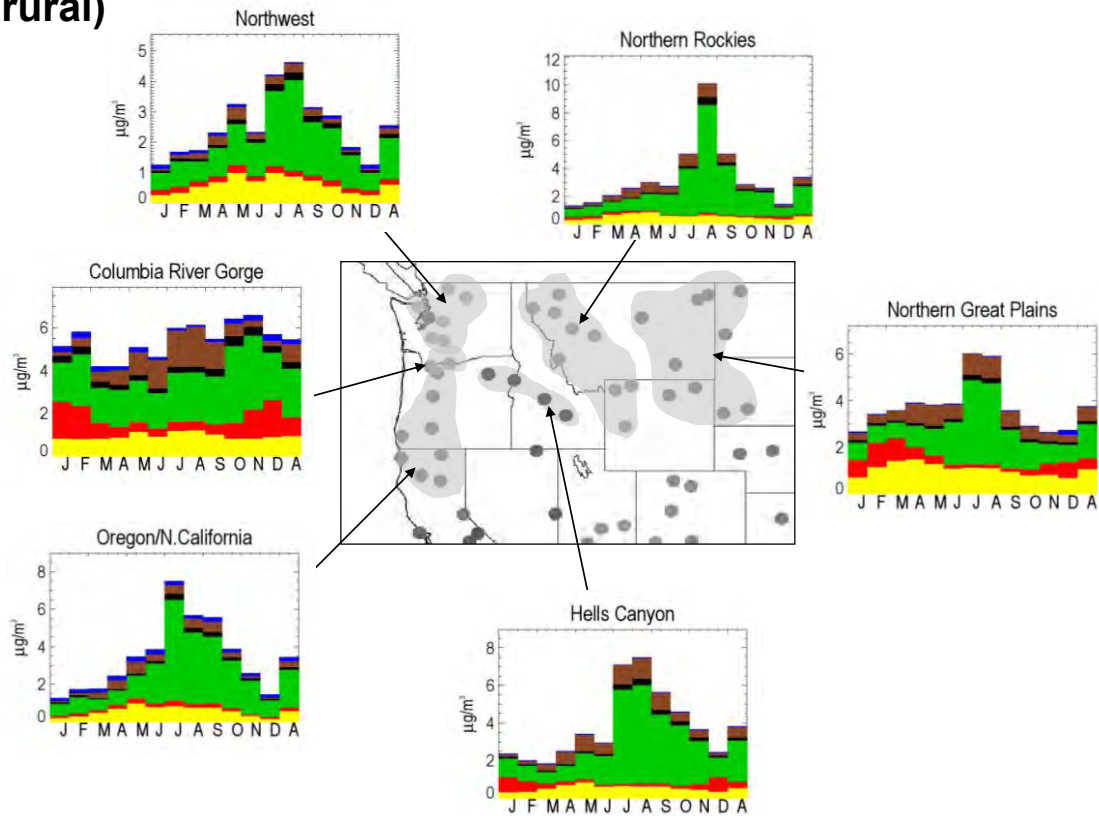 rural)
Northwest
5
4
3
2
1
0
µg/m³
J F M A M J J A S O N D A
Northern Rockies
12
10
8
6
4
2
0
µg/m³
J F M A M J J A S O N D A
Columbia River Gorge
6
4
2
0
µg/m³
J F M A M J J A S O N D A
Northern Great Plains
6
4
2
0
µg/m³
J F M A M J J A S O N D A
Oregon/N.California
8
6
4
2
0
µg/m³
J F M A M J J A S O N D A
Hells Canyon
8
6
4
2
0
µg/m³
J F M A M J J A S O N D A